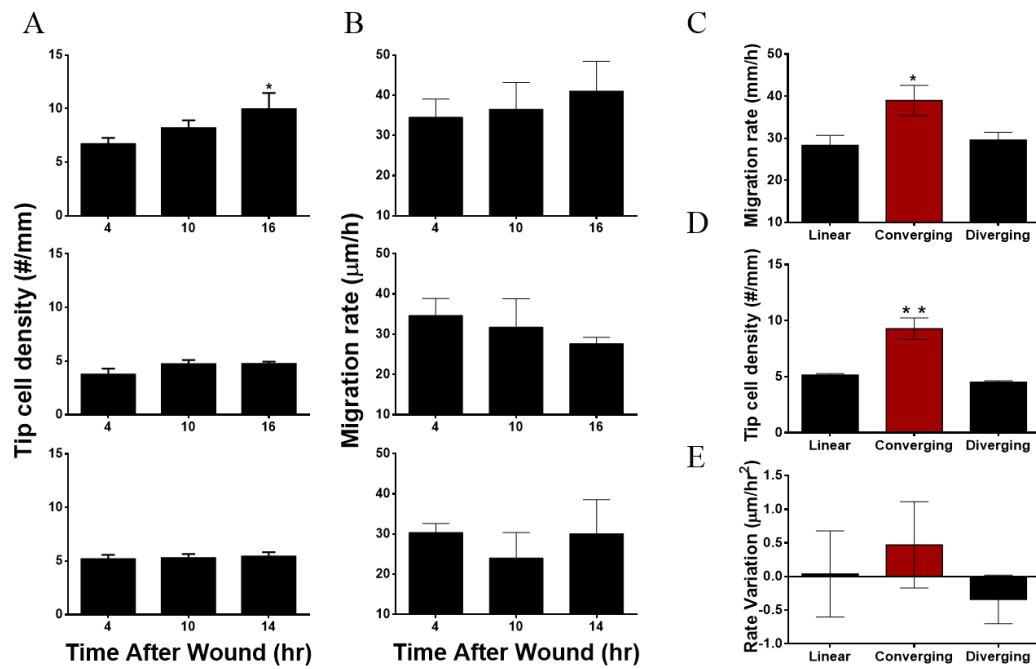 A
B
C
Tip cell density (#/mm)
15
10
5
0
*
4 10 16
15
10
5
0
4 10 16
15
10
5
0
4 10 14
Time After Wound (hr)
Migration rate (µm/h)
50
40
30
20
10
4 10 16
50
40
30
20
10
4 10 16
50
40
30
20
10
4 10 14
Time After Wound (hr)
Migration rate (mm/h)
50
40
30
20
10
*
Linear Converging Diverging
D
Tip cell density (#/mm)
15
10
5
0
* *
Linear Converging Diverging
E
Rate Variation (µm/hr²)
1.5
1.0
0.5
0.0
-0.5
-1.0
Linear Converging Diverging